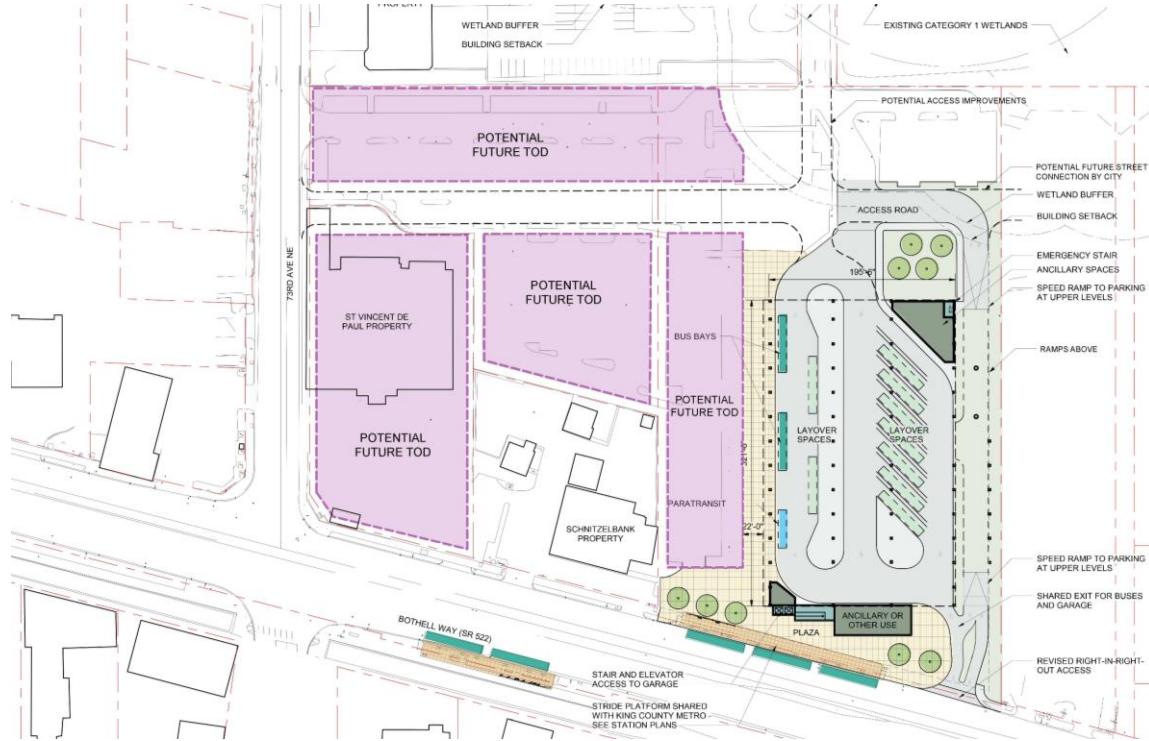 PROPERTY
WETLAND BUFFER
BUILDING SETBACK
EXISTING CATEGORY 1 WETLANDS
POTENTIAL ACCESS IMPROVEMENTS
POTENTIAL
FUTURE TOD
POTENTIAL FUTURE STREET
CONNECTION BY CITY
WETLAND BUFFER
ACCESS ROAD
BUILDING SETBACK
EMERGENCY STAIR
ANCILLARY SPACES
SPEED RAMP TO PARKING
AT UPPER LEVELS
195'-6"
73RD AVE NE
ST VINCENT DE
PAUL PROPERTY
POTENTIAL
FUTURE TOD
BUS BAYS
RAMPS ABOVE
POTENTIAL
FUTURE TOD
POTENTIAL
FUTURE TOD
LAYOVER
SPACES
LAYOVER
SPACES
321'-6"
PARATRANSIT
22'-0"
SCHNITZELBANK
PROPERTY
SPEED RAMP TO PARKING
AT UPPER LEVELS
SHARED EXIT FOR BUSES
AND GARAGE
ANCILLARY OR
OTHER USE
PLAZA
BOTHELL WAY (SR 522)
REVISED RIGHT-IN-RIGHT-
OUT ACCESS
STAIR AND ELEVATOR
ACCESS TO GARAGE
STRIDE PLATFORM SHARED
WITH KING COUNTY METRO -
SEE STATION PLANS